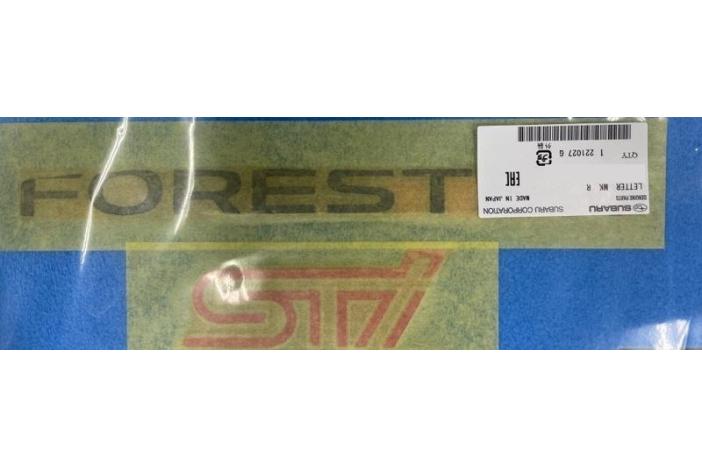 FOREST
STi
SUBARU
SUBARU CORPORATION
GENUINE PARTS
MADE IN JAPAN
LETTER MK R
EAC
QTY
1 221027 G